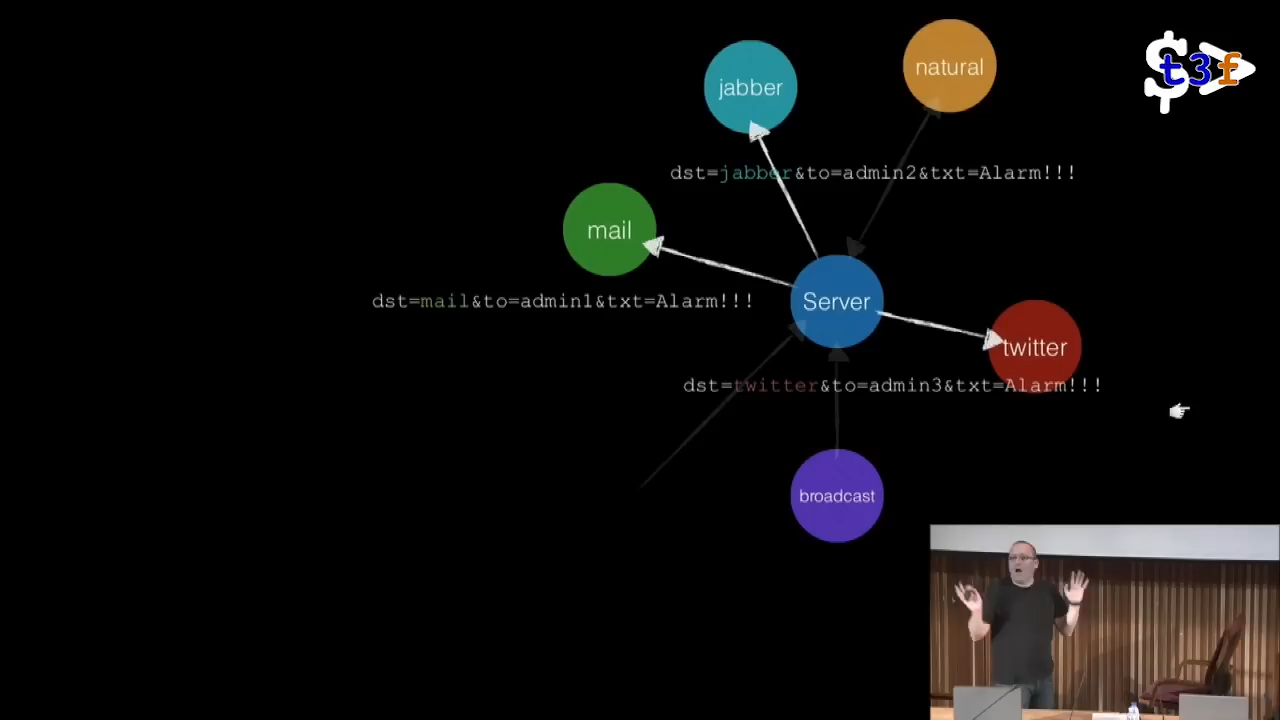 natural
t3f
jabber
dst=jabber&to=admin2&txt=Alarm!!!
mail
dst=mail&to=admin1&txt=Alarm!!!
Server
twitter
dst=twitter&to=admin3&txt=Alarm!!!
broadcast